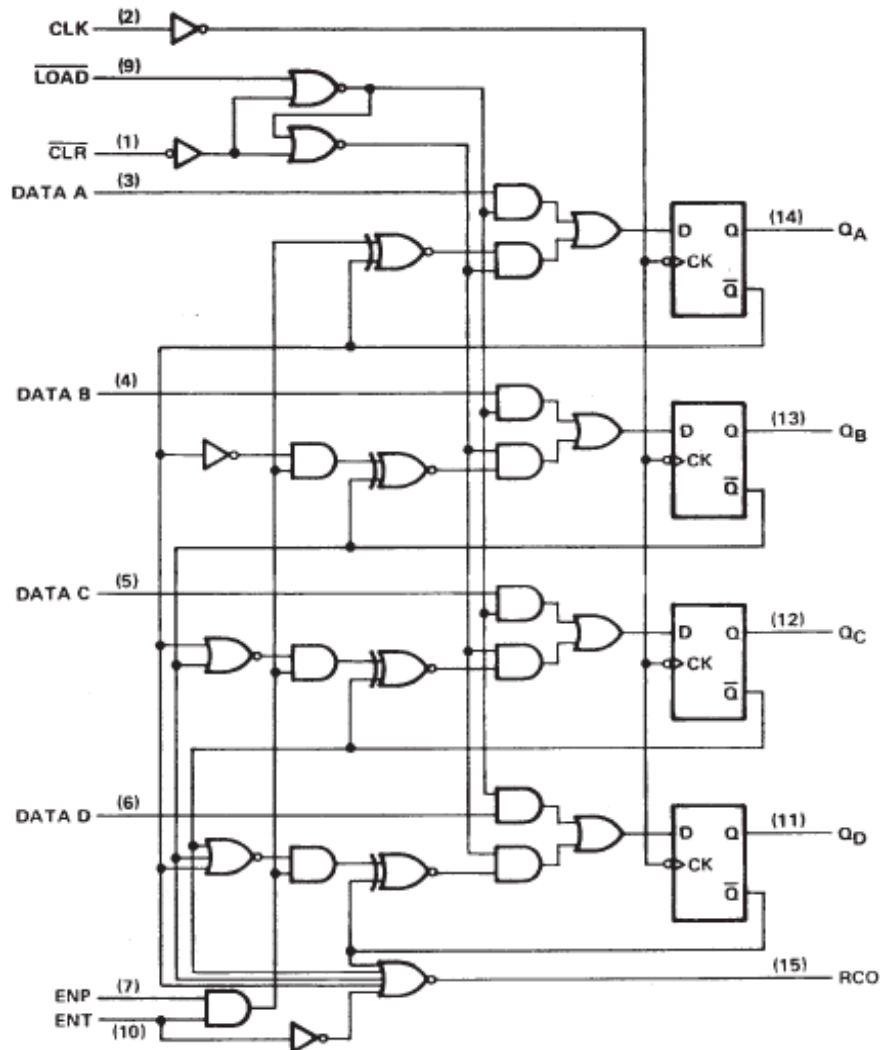 CLK (2)
LOAD (9)
CLR (1)
DATA A (3)
D Q (14) QA
CK
Q
DATA B (4)
D Q (13) QB
CK
Q
DATA C (5)
D Q (12) QC
CK
Q
DATA D (6)
D Q (11) QD
CK
Q
(15) RCO
ENP (7)
ENT
(10)